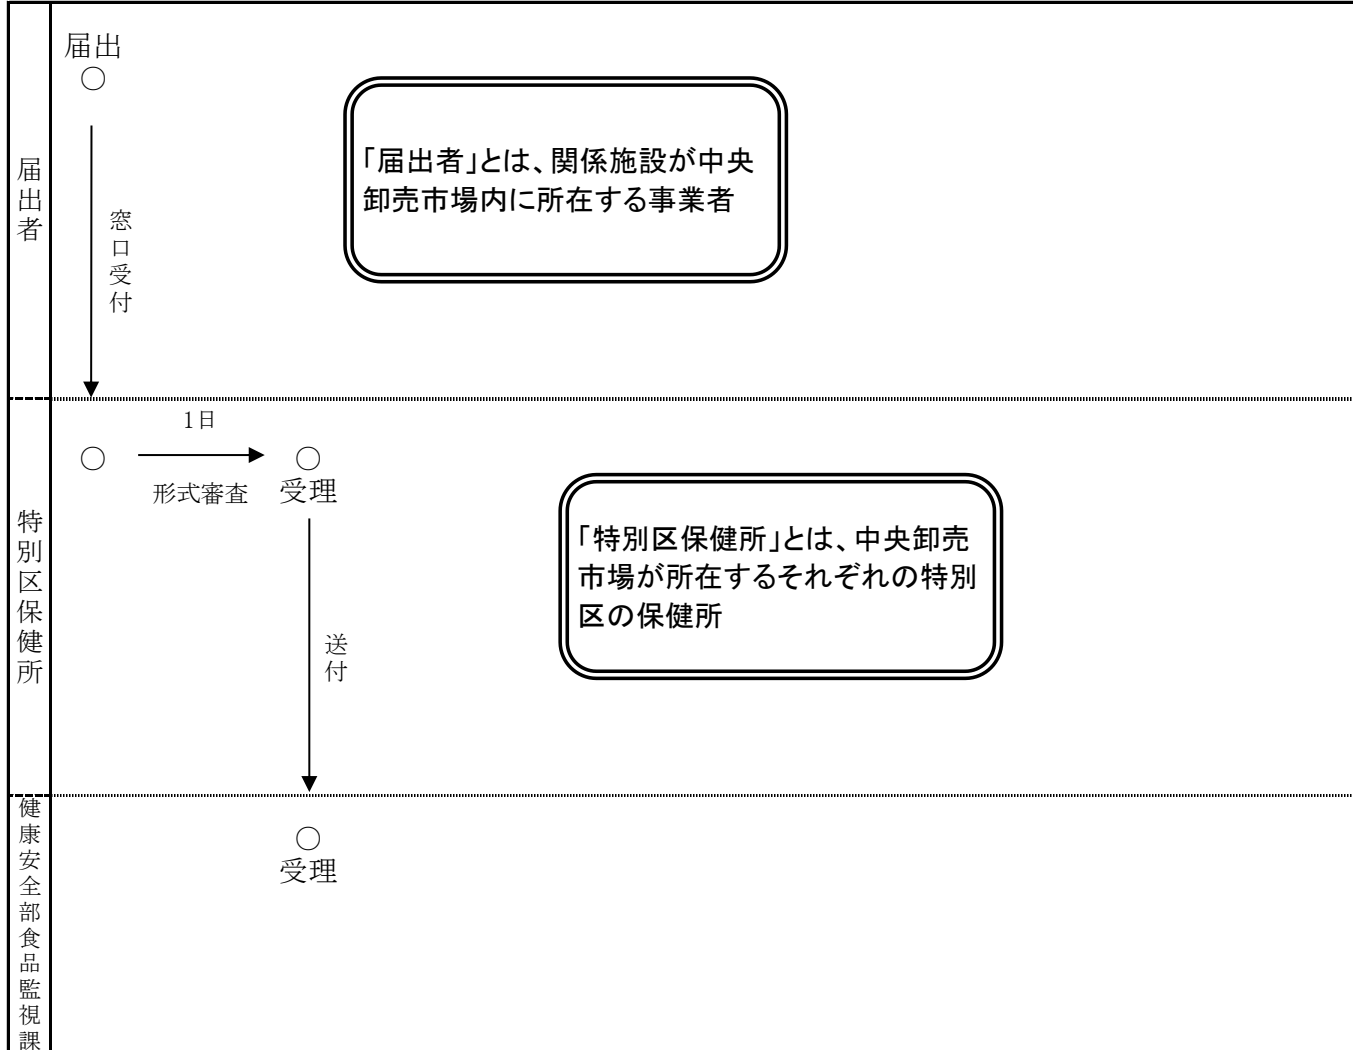 届出者
届出
窓口受付
「届出者」とは、関係施設が中央
卸売市場内に所在する事業者
特別区保健所
1日
形式審査
受理
送付
「特別区保健所」とは、中央卸売
市場が所在するそれぞれの特別
区の保健所
健康安全部食品監視課
受理